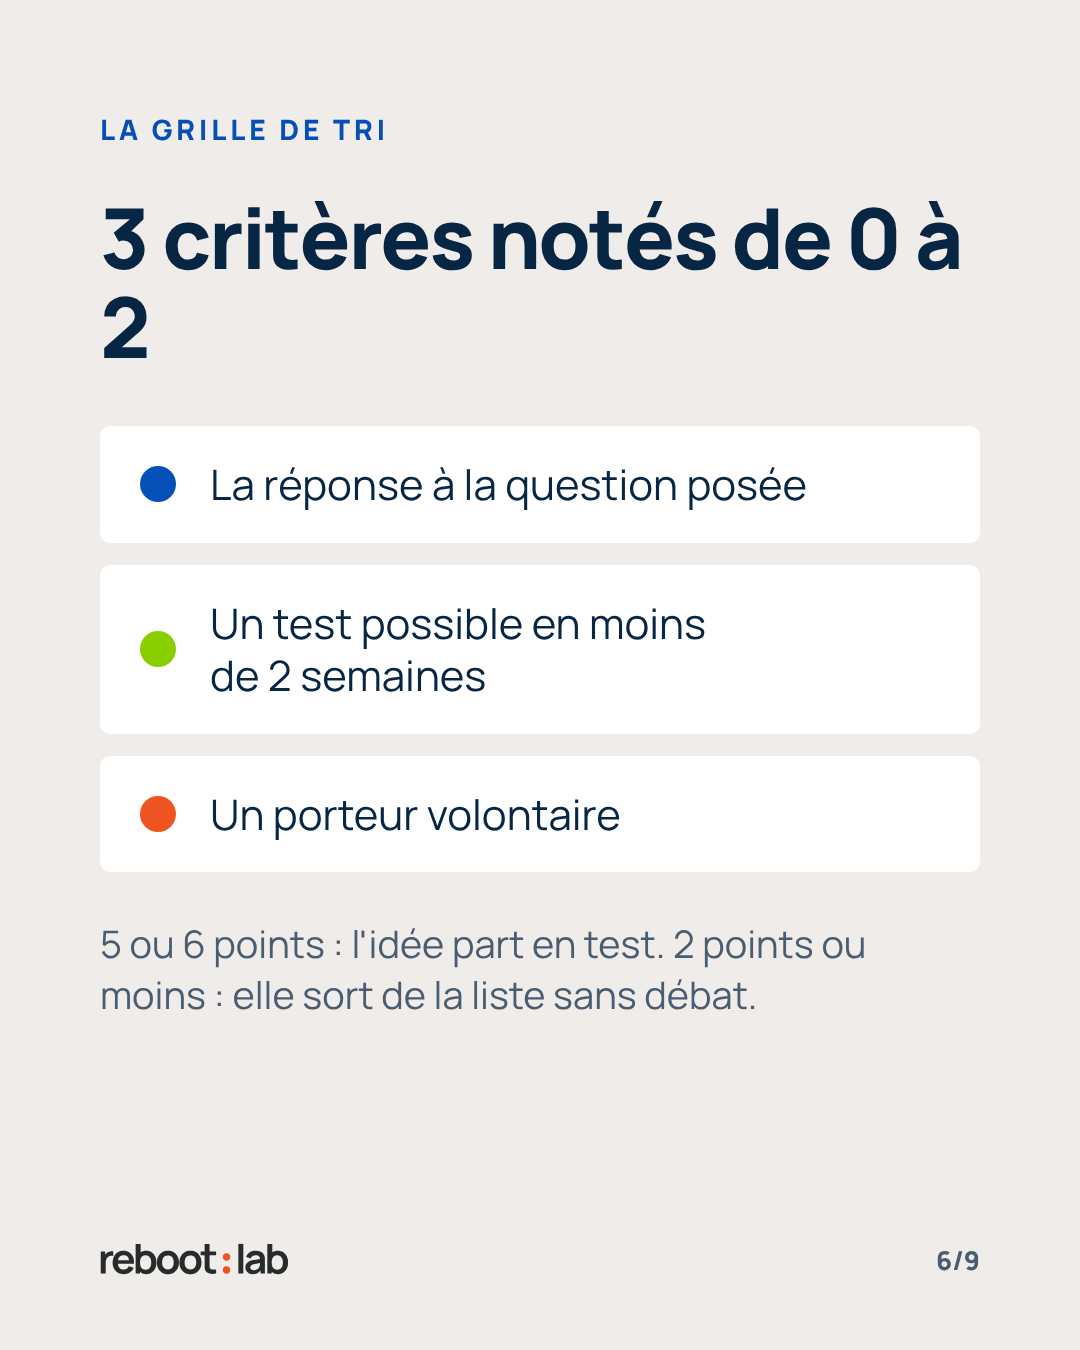 LA GRILLE DE TRI
3 critères notés de 0 à
2
La réponse à la question posée
Un test possible en moins
de 2 semaines
Un porteur volontaire
5 ou 6 points : l'idée part en test. 2 points ou
moins : elle sort de la liste sans débat.
reboot:lab
6/9